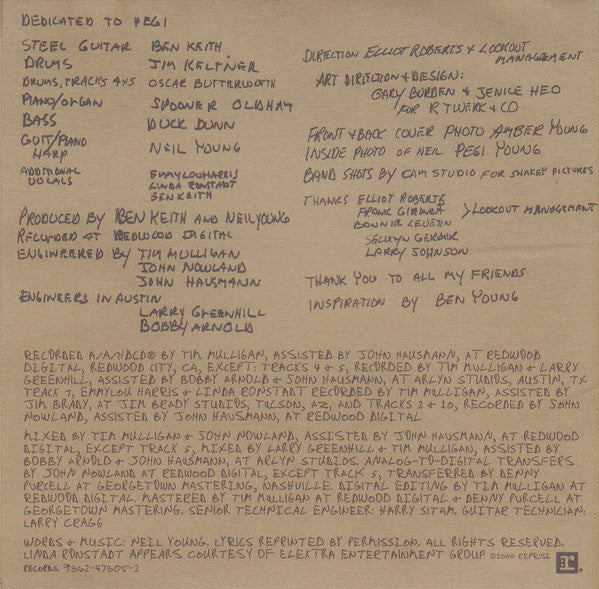 DEDICATED TO PEGI
STEEL GUITAR BEN KEITH
DRUMS JIM KELTNER
DRUMS, TRACKS 4+5 OSCAR BUTTERWORTH
PIANO/ORGAN SPOONER OLDHAM
BASS DUCK DUNN
GUIT/PIANO HARP NEIL YOUNG
ADDITIONAL VOCALS EMMYLOU HARRIS
LINDA RONSTADT
BEN KEITH
PRODUCED BY BEN KEITH AND NEIL YOUNG
RECORDED AT REDWOOD DIGITAL
ENGINEERED BY TIM MULLIGAN
JOHN NOWLAND
JOHN HAUSMANN
ENGINEERS IN AUSTIN
LARRY GREENHILL
BOBBY ARNOLD
DIRECTION ELLIOT ROBERTS + LOOKOUT
MANAGEMENT
ART DIRECTION + DESIGN:
GARY BURDEN & JENICE HEO
FOR R. TWERK & CO
FRONT + BACK COVER PHOTO AMBER YOUNG
INSIDE PHOTO OF NEIL PEGI YOUNG
BAND SHOTS BY CAM STUDIO FOR SHAKEY PICTURES
THANKS ELLIOT ROBERTS
FRANK GIRONDA > LOOKOUT MANAGEMENT
BONNIE LEVETIN
SELWYN GERBER
LARRY JOHNSON
THANK YOU TO ALL MY FRIENDS
INSPIRATION BY BEN YOUNG
RECORDED A/A/HDCD® BY TIM MULLIGAN, ASSISTED BY JOHN HAUSMANN, AT REDWOOD
DIGITAL, REDWOOD CITY, CA, EXCEPT: TRACKS 4 & 5, RECORDED BY TIM MULLIGAN & LARRY
GREENHILL, ASSISTED BY BOBBY ARNOLD & JOHN HAUSMANN, AT ARLYN STUDIOS, AUSTIN, TX
TRACK 7, EMMYLOU HARRIS & LINDA RONSTADT RECORDED BY TIM MULLIGAN, ASSISTED BY
JIM BRADY, AT JIM BRADY STUDIOS, TUCSON, AZ, AND TRACKS 2 & 10, RECORDED BY JOHN
NOWLAND, ASSISTED BY JOHN HAUSMANN, AT REDWOOD DIGITAL
MIXED BY TIM MULLIGAN & JOHN NOWLAND, ASSISTED BY JOHN HAUSMANN, AT REDWOOD
DIGITAL, EXCEPT TRACK 5, MIXED BY LARRY GREENHILL & TIM MULLIGAN, ASSISTED BY
BOBBY ARNOLD & JOHN HAUSMANN, AT ARLYN STUDIOS. ANALOG-TO-DIGITAL TRANSFERS
BY JOHN NOWLAND AT REDWOOD DIGITAL, EXCEPT TRACK 5, TRANSFERRED BY DENNY
PURCELL AT GEORGETOWN MASTERING, NASHVILLE. DIGITAL EDITING BY TIM MULLIGAN AT
REDWOOD DIGITAL. MASTERED BY TIM MULLIGAN AT REDWOOD DIGITAL & DENNY PURCELL AT
GEORGETOWN MASTERING. SENIOR TECHNICAL ENGINEER: HARRY SITAM. GUITAR TECHNICIAN:
LARRY CRAGG
WORDS & MUSIC: NEIL YOUNG. LYRICS REPRINTED BY PERMISSION. ALL RIGHTS RESERVED.
LINDA RONSTADT APPEARS COURTESY OF ELEKTRA ENTERTAINMENT GROUP ©2000 REPRISE
RECORDS. 9362-47305-2